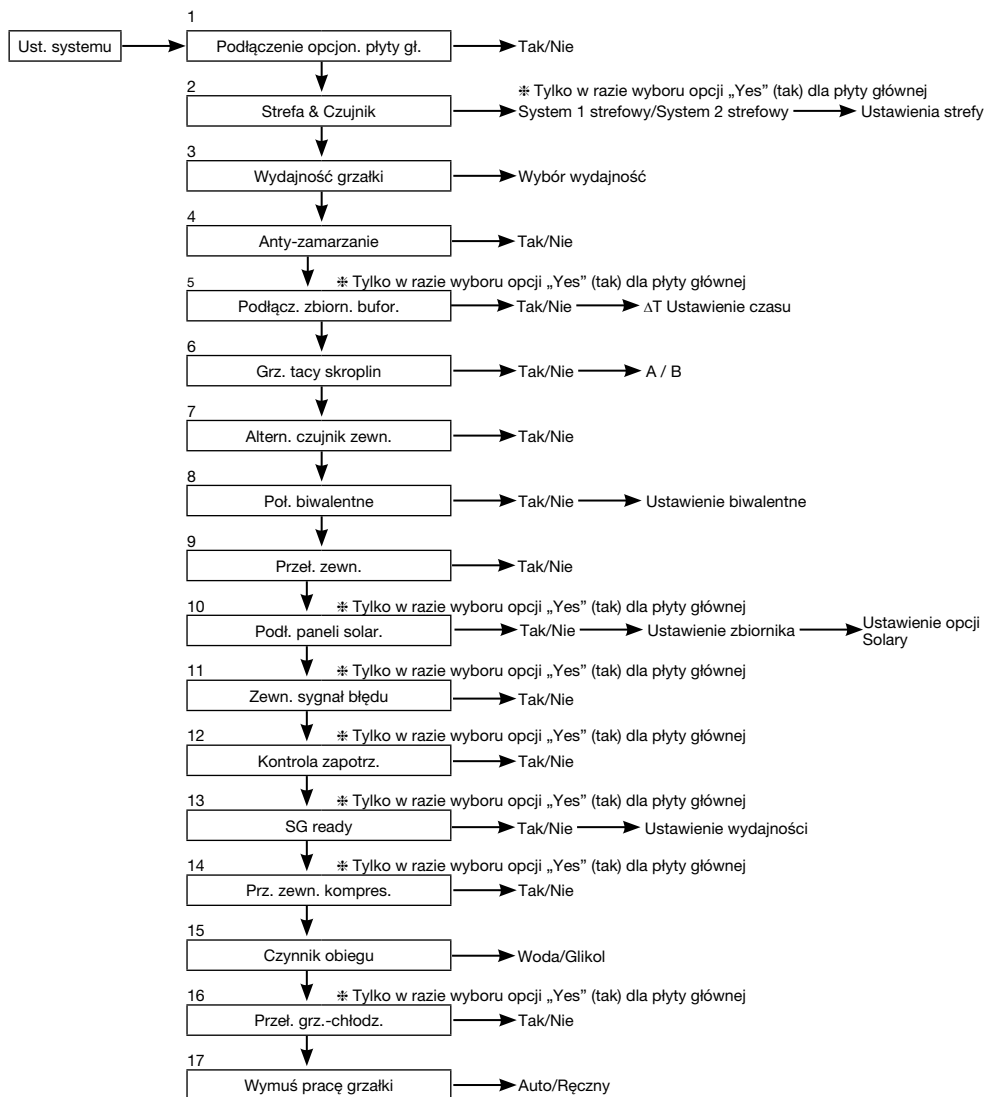 1
Ust. systemu
Podłączenie opcjon. płyty gł.
Tak/Nie
2
⁜ Tylko w razie wyboru opcji „Yes” (tak) dla płyty głównej
Strefa & Czujnik
System 1 strefowy/System 2 strefowy
Ustawienia strefy
3
Wydajność grzałki
Wybór wydajność
4
Anty-zamarzanie
Tak/Nie
5
⁜ Tylko w razie wyboru opcji „Yes” (tak) dla płyty głównej
Podłącz. zbiorn. bufor.
Tak/Nie
ΔT Ustawienie czasu
6
Grz. tacy skroplin
Tak/Nie
A / B
7
Altern. czujnik zewn.
Tak/Nie
8
Poł. biwalentne
Tak/Nie
Ustawienie biwalentne
9
Przeł. zewn.
Tak/Nie
10
⁜ Tylko w razie wyboru opcji „Yes” (tak) dla płyty głównej
Podł. paneli solar.
Tak/Nie
Ustawienie zbiornika
Ustawienie opcji
Solary
11
⁜ Tylko w razie wyboru opcji „Yes” (tak) dla płyty głównej
Zewn. sygnał błędu
Tak/Nie
12
⁜ Tylko w razie wyboru opcji „Yes” (tak) dla płyty głównej
Kontrola zapotrz.
Tak/Nie
13
⁜ Tylko w razie wyboru opcji „Yes” (tak) dla płyty głównej
SG ready
Tak/Nie
Ustawienie wydajności
14
⁜ Tylko w razie wyboru opcji „Yes” (tak) dla płyty głównej
Prz. zewn. kompres.
Tak/Nie
15
Czynnik obiegu
Woda/Glikol
16
⁜ Tylko w razie wyboru opcji „Yes” (tak) dla płyty głównej
Przeł. grz.-chłodz.
Tak/Nie
17
Wymuś pracę grzałki
Auto/Ręczny